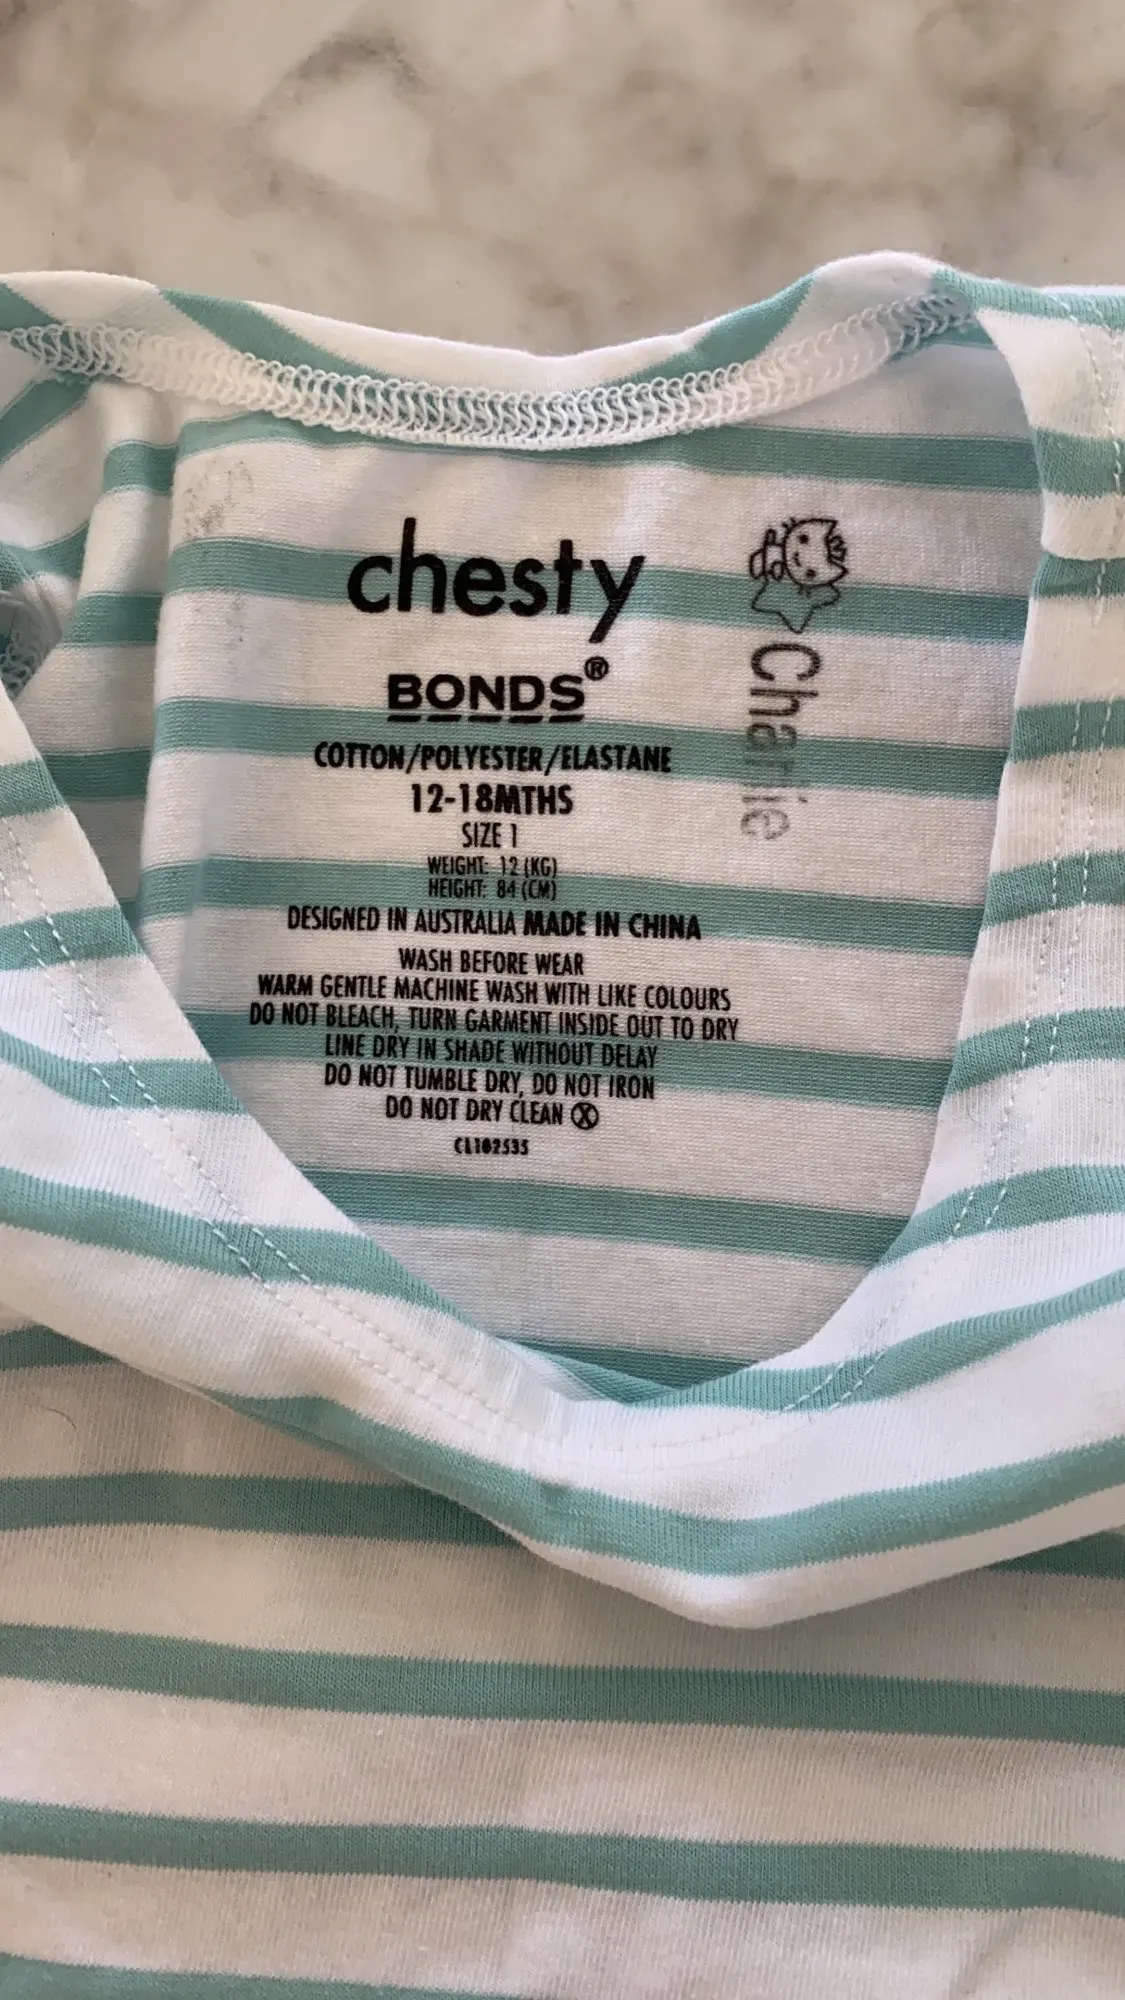 chesty
BONDS®
COTTON/POLYESTER/ELASTANE
12-18MTHS
SIZE 1
WEIGHT: 12 (KG)
HEIGHT: 84 (CM)
DESIGNED IN AUSTRALIA MADE IN CHINA
WASH BEFORE WEAR
WARM GENTLE MACHINE WASH WITH LIKE COLOURS
DO NOT BLEACH, TURN GARMENT INSIDE OUT TO DRY
LINE DRY IN SHADE WITHOUT DELAY
DO NOT TUMBLE DRY, DO NOT IRON
DO NOT DRY CLEAN Ⓧ
CL102535
Charlie